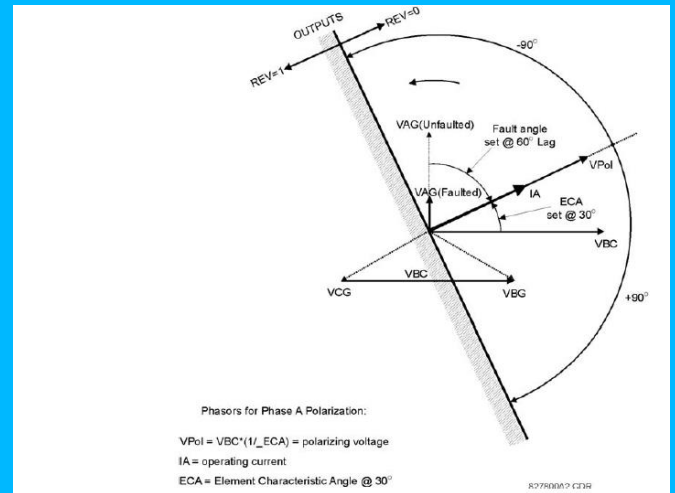 OUTPUTS
REV=0
REV=1
-90°
VAG(Unfaulted)
Fault angle
set @ 60° Lag
VPol
VAG(Faulted)
IA
ECA
set @ 30°
VBC
VBC
VCG
VBG
+90°
Phasors for Phase A Polarization:
VPol = VBC*(1/_ECA) = polarizing voltage
IA = operating current
ECA = Element Characteristic Angle @ 30°
827800A2.CDR